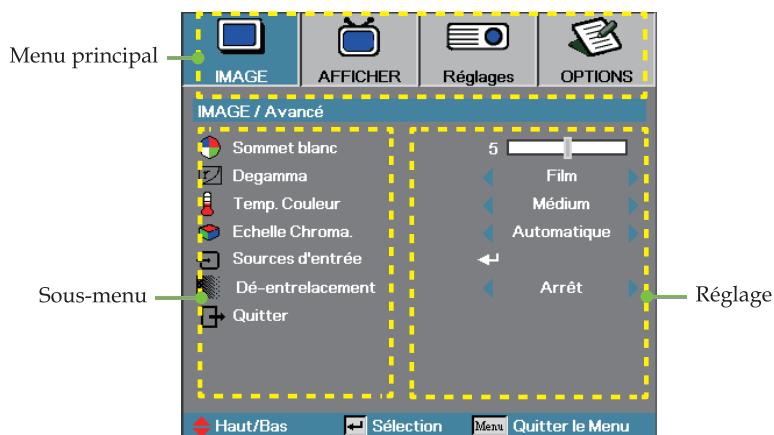 Menu principal
IMAGE AFFICHER Réglages OPTIONS
IMAGE / Avancé
Sommet blanc 5
Degamma Film
Temp. Couleur Médium
Echelle Chroma. Automatique
Sources d'entrée
Dé-entrelacement Arrêt
Sous-menu
Réglage
Quitter
Haut/Bas Sélection Menu Quitter le Menu